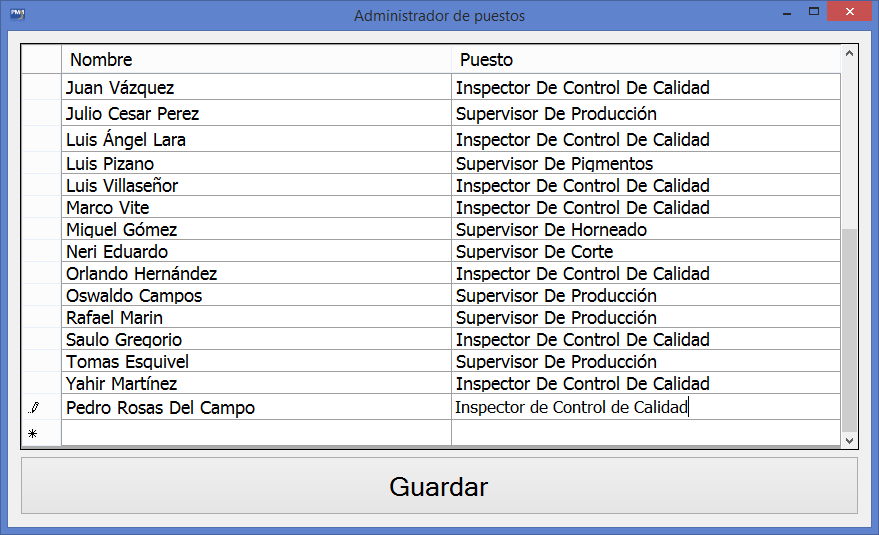 Administrador de puestos
Nombre Puesto
Juan Vázquez Inspector De Control De Calidad
Julio Cesar Perez Supervisor De Producción
Luis Ángel Lara Inspector De Control De Calidad
Luis Pizano Supervisor De Pigmentos
Luis Villaseñor Inspector De Control De Calidad
Marco Vite Inspector De Control De Calidad
Miguel Gómez Supervisor De Horneado
Neri Eduardo Supervisor De Corte
Orlando Hernández Inspector De Control De Calidad
Oswaldo Campos Supervisor De Producción
Rafael Marin Supervisor De Producción
Saulo Gregorio Inspector De Control De Calidad
Tomas Esquivel Supervisor De Producción
Yahir Martínez Inspector De Control De Calidad
Pedro Rosas Del Campo Inspector de Control de Calidad
Guardar